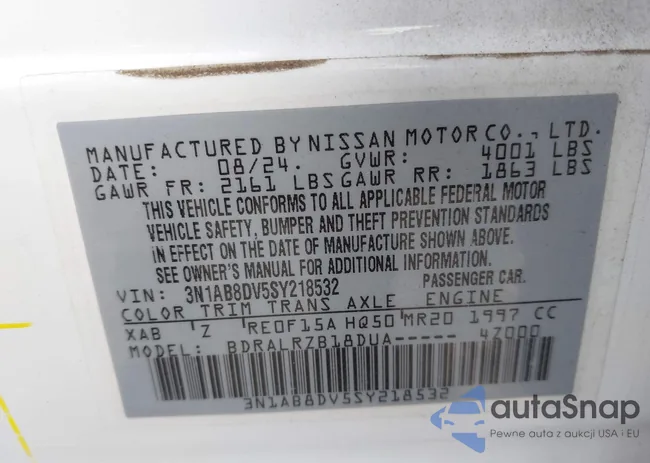 MANUFACTURED BY NISSAN MOTOR CO., LTD.
DATE: 08/24. GVWR: 4001 LBS
GAWR FR: 2161 LBS GAWR RR: 1863 LBS
THIS VEHICLE CONFORMS TO ALL APPLICABLE FEDERAL MOTOR
VEHICLE SAFETY, BUMPER AND THEFT PREVENTION STANDARDS
IN EFFECT ON THE DATE OF MANUFACTURE SHOWN ABOVE.
SEE OWNER'S MANUAL FOR ADDITIONAL INFORMATION.
VIN: 3N1AB8DV5SY218532 PASSENGER CAR.
COLOR TRIM TRANS AXLE ENGINE
XAB Z RE0F15A HQ50 MR20 1997 CC
MODEL: BDRALRZB18DUA----- 47000
3N1AB8DV5SY218532
autaSnap
Pewne auta z aukcji USA i EU